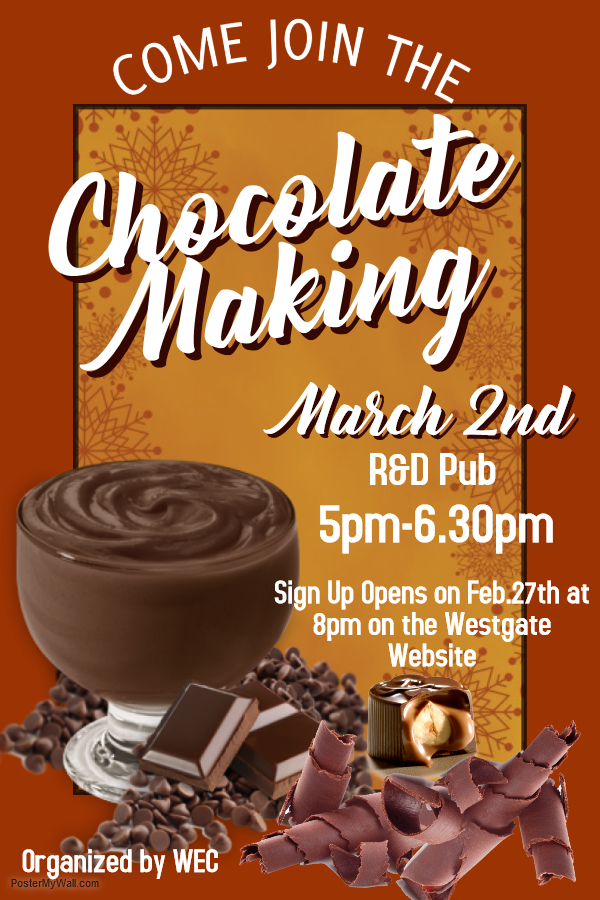 COME JOIN THE
Chocolate
Making
March 2nd
R&D Pub
5pm-6.30pm
Sign Up Opens on Feb.27th at
8pm on the Westgate
Website
Organized by WEC
PosterMyWall.com